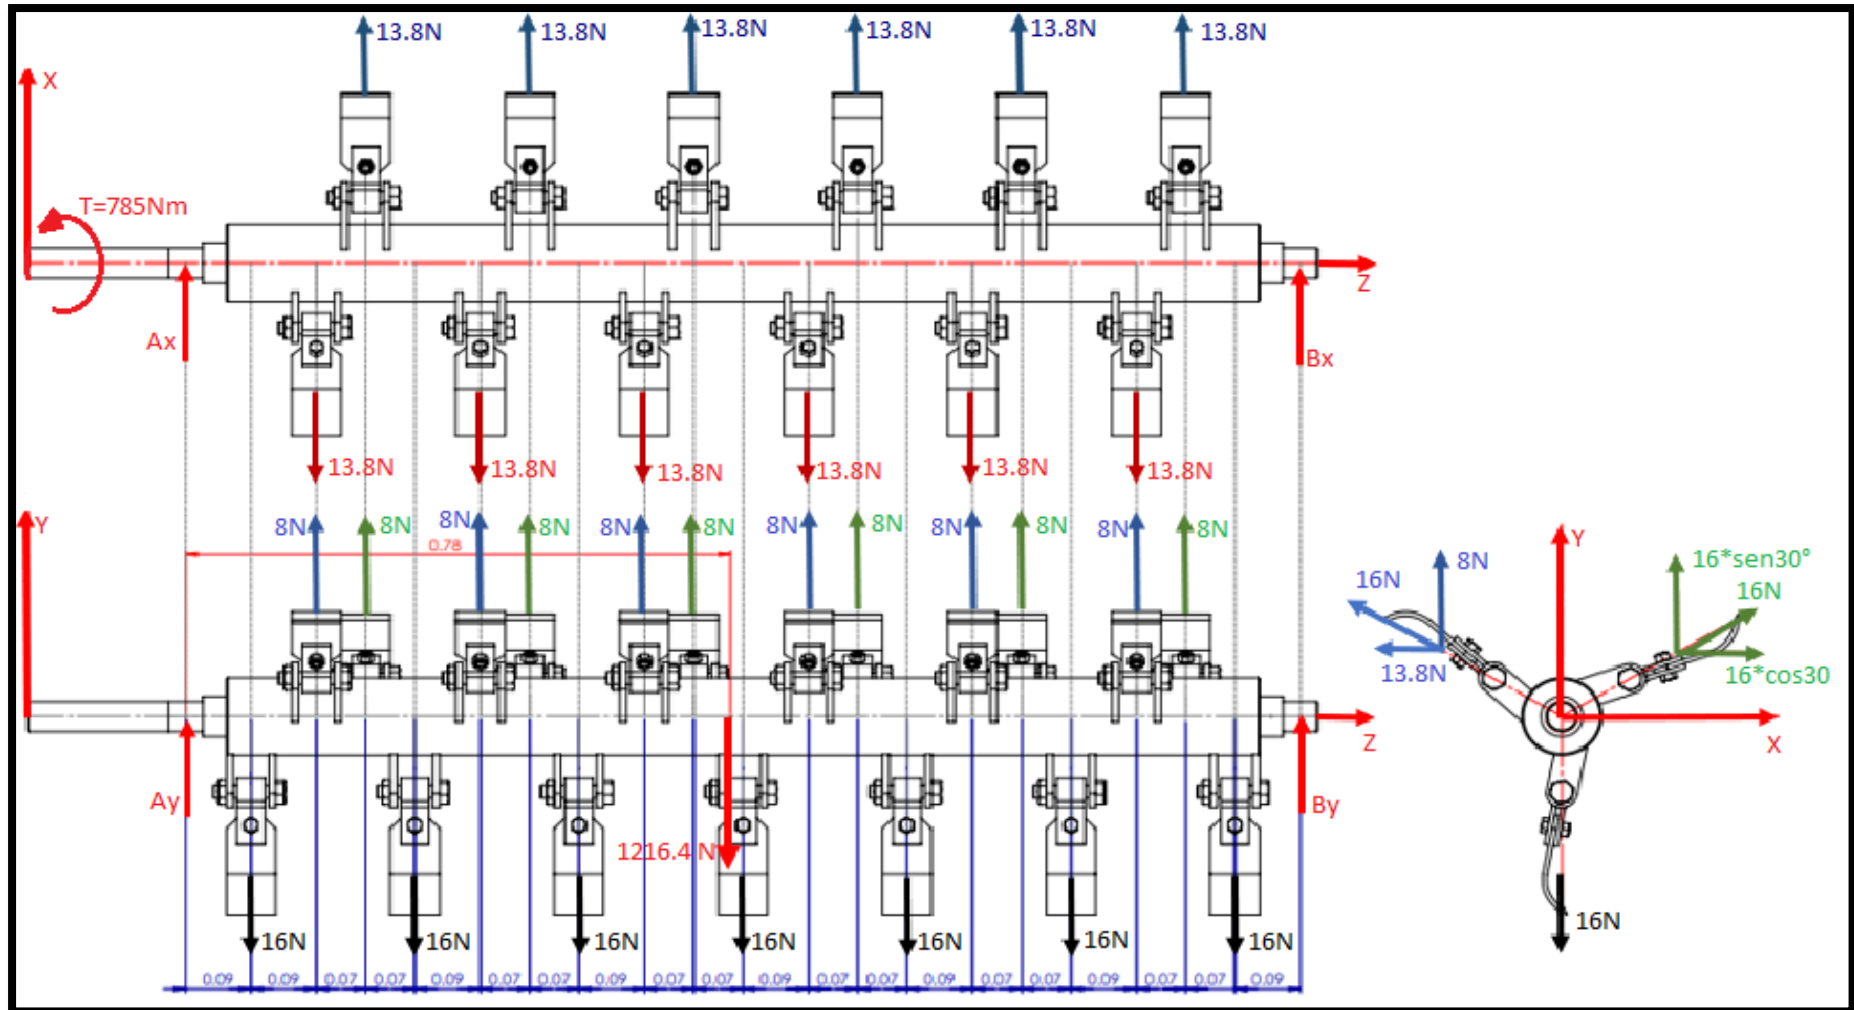 13.8N 13.8N 13.8N 13.8N 13.8N 13.8N
X
T=785Nm
Z
Ax
Bx
13.8N 13.8N 13.8N 13.8N 13.8N 13.8N
Y
8N 8N 8N 8N 8N 8N 8N 8N 8N 8N 8N 8N
0.78
Z
Ay
By
1216.4 N
16N 16N 16N 16N 16N 16N 16N
0.09 0.09 0.07 0.07 0.09 0.07 0.07 0.09 0.07 0.07 0.09 0.07 0.07 0.09 0.07 0.07 0.09 0.07 0.07 0.09
Y
8N
16*sen30°
16N
16N
13.8N
16*cos30
X
16N